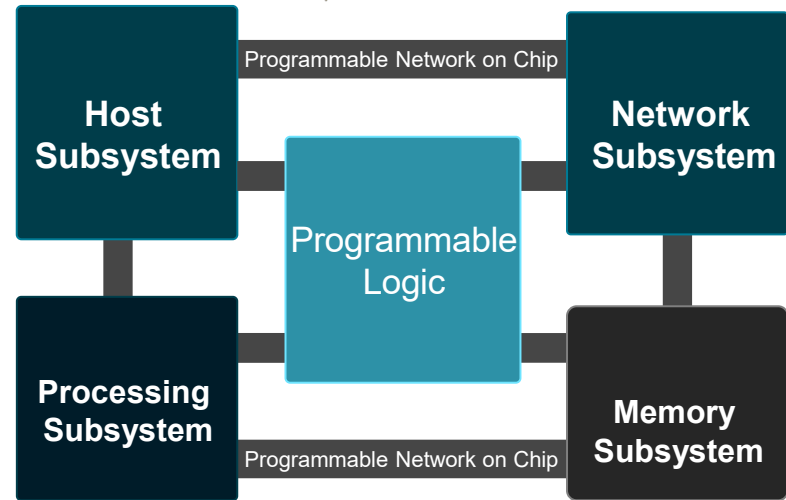 Programmable Network on Chip
Host
Subsystem
Network
Subsystem
Programmable
Logic
Processing
Subsystem
Memory
Subsystem
Programmable Network on Chip